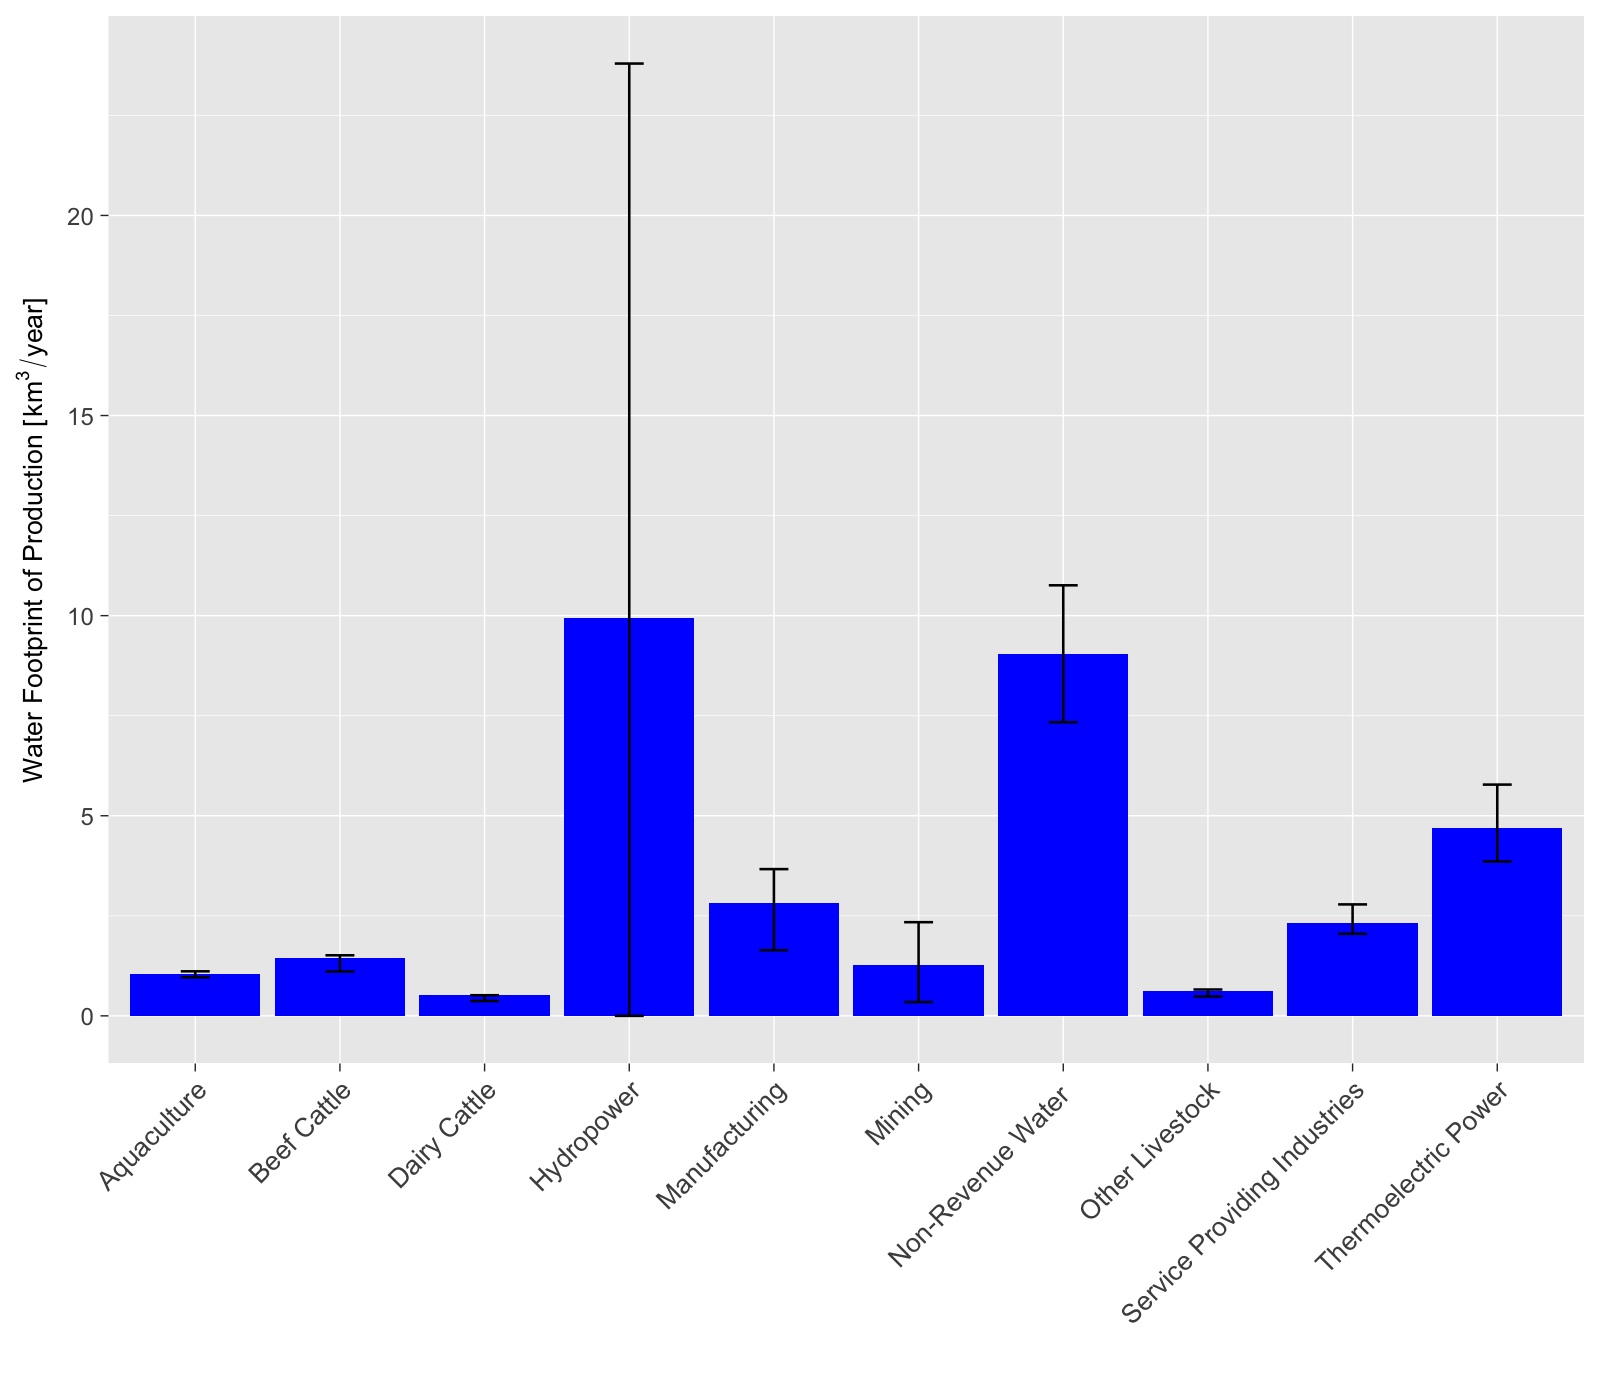 Water Footprint of Production [km³/year]
20
15
10
5
0
Aquaculture
Beef Cattle
Dairy Cattle
Hydropower
Manufacturing
Mining
Non-Revenue Water
Other Livestock
Service Providing Industries
Thermoelectric Power